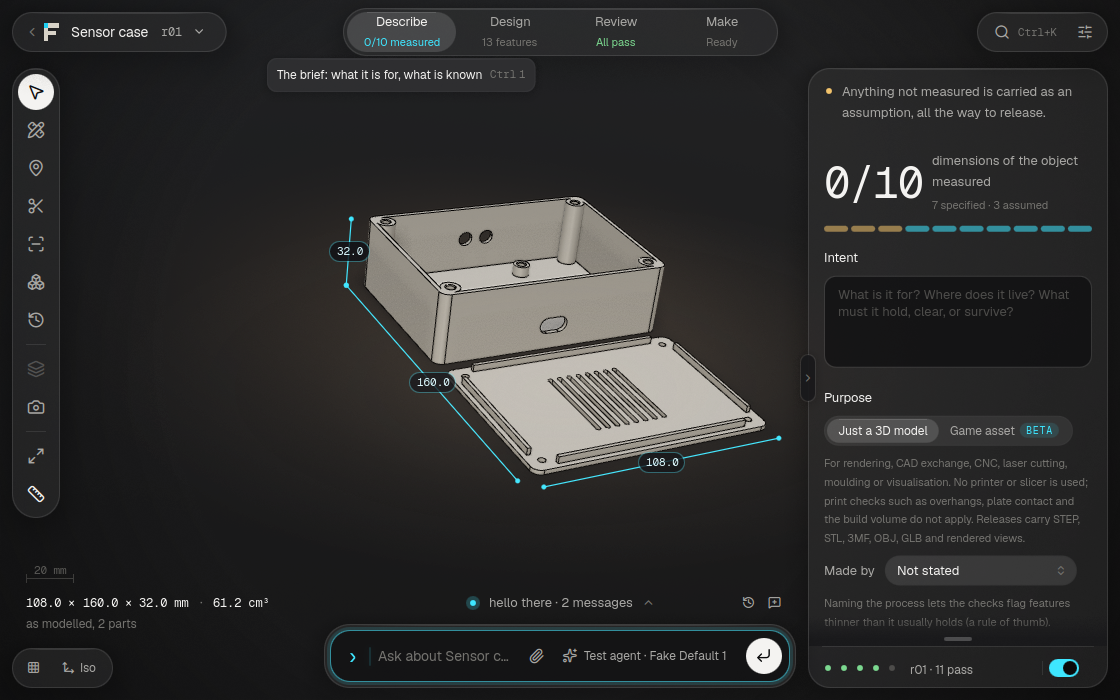 Sensor case r01
Describe
0/10 measured
Design
13 features
Review
All pass
Make
Ready
Ctrl+K
The brief: what it is for, what is known Ctrl 1
Anything not measured is carried as an
assumption, all the way to release.
0/10
dimensions of the object
measured
7 specified · 3 assumed
Intent
What is it for? Where does it live? What
must it hold, clear, or survive?
Purpose
Just a 3D model
Game asset BETA
For rendering, CAD exchange, CNC, laser cutting,
moulding or visualisation. No printer or slicer is used;
print checks such as overhangs, plate contact and
the build volume do not apply. Releases carry STEP,
STL, 3MF, OBJ, GLB and rendered views.
Made by Not stated
Naming the process lets the checks flag features
thinner than it usually holds (a rule of thumb).
r01 · 11 pass
32.0
160.0
108.0
20 mm
108.0 × 160.0 × 32.0 mm · 61.2 cm³
as modelled, 2 parts
Iso
hello there · 2 messages
Ask about Sensor c...
Test agent · Fake Default 1